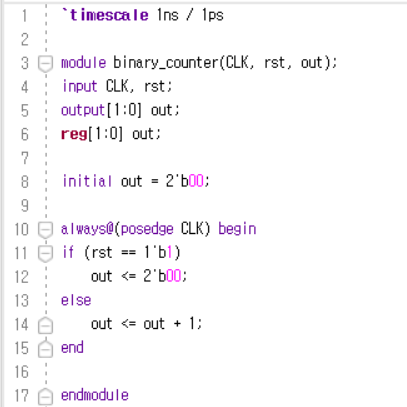 1 `timescale 1ns / 1ps
2
3 module binary_counter(CLK, rst, out);
4 input CLK, rst;
5 output[1:0] out;
6 reg[1:0] out;
7
8 initial out = 2'b00;
9
10 always@(posedge CLK) begin
11 if (rst == 1'b1)
12     out <= 2'b00;
13 else
14     out <= out + 1;
15 end
16
17 endmodule